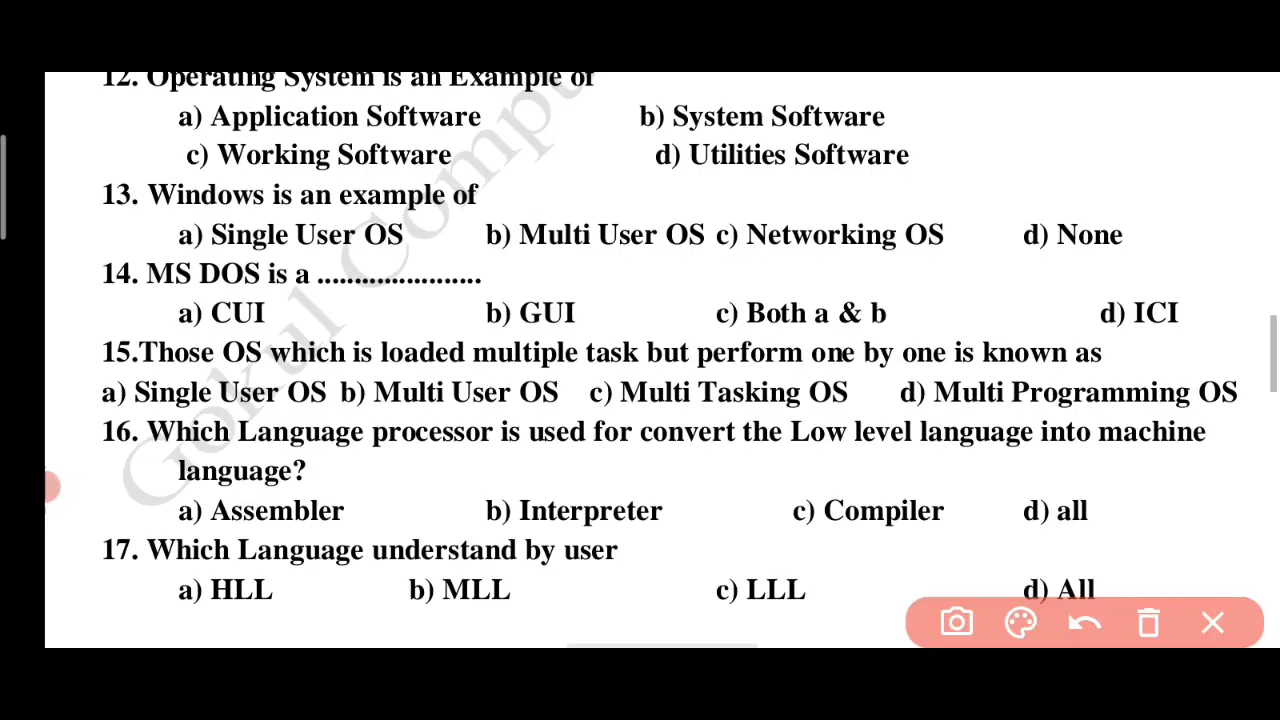 12. Operating System is an Example of
a) Application Software b) System Software
c) Working Software d) Utilities Software
13. Windows is an example of
a) Single User OS b) Multi User OS c) Networking OS d) None
14. MS DOS is a ......................
a) CUI b) GUI c) Both a & b d) ICI
15.Those OS which is loaded multiple task but perform one by one is known as
a) Single User OS b) Multi User OS c) Multi Tasking OS d) Multi Programming OS
16. Which Language processor is used for convert the Low level language into machine
language?
a) Assembler b) Interpreter c) Compiler d) all
17. Which Language understand by user
a) HLL b) MLL c) LLL d) All
Gokul